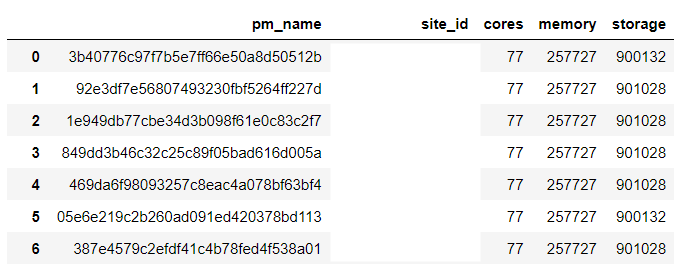 pm_name site_id cores memory storage
0 3b40776c97f7b5e7ff66e50a8d50512b 77 257727 900132
1 92e3df7e56807493230fbf5264ff227d 77 257727 901028
2 1e949db77cbe34d3b098f61e0c83c2f7 77 257727 901028
3 849dd3b46c32c25c89f05bad616d005a 77 257727 901028
4 469da6f98093257c8eac4a078bf63bf4 77 257727 901028
5 05e6e219c2b260ad091ed420378bd113 77 257727 900132
6 387e4579c2efdf41c4b78fed4f538a01 77 257727 901028